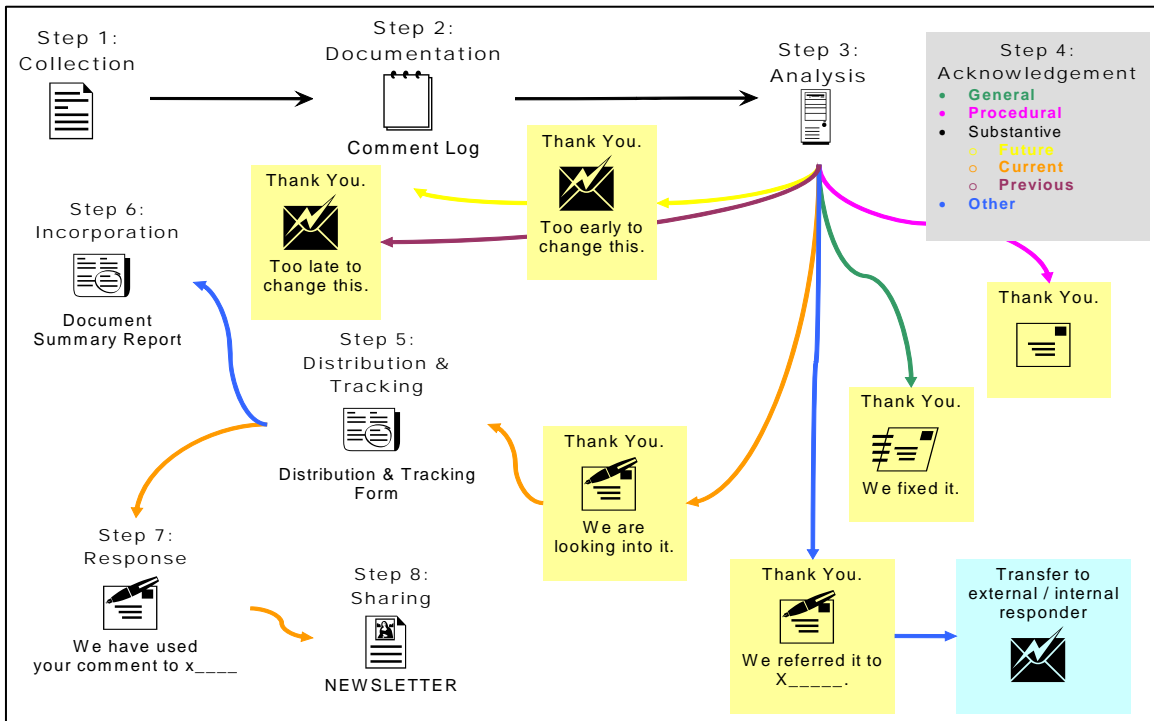 Step 1:
Collection
Step 2:
Documentation
Comment Log
Step 3:
Analysis
Step 4:
Acknowledgement
• General
• Procedural
• Substantive
o Future
o Current
o Previous
• Other
Thank You.
Too late to
change this.
Thank You.
Too early to
change this.
Thank You.
Thank You.
We fixed it.
Step 6:
Incorporation
Document
Summary Report
Step 5:
Distribution &
Tracking
Distribution & Tracking
Form
Thank You.
We are
looking into it.
Step 7:
Response
We have used
your comment to x____
Step 8:
Sharing
NEWSLETTER
Thank You.
We referred it to
X_____.
Transfer to
external / internal
responder